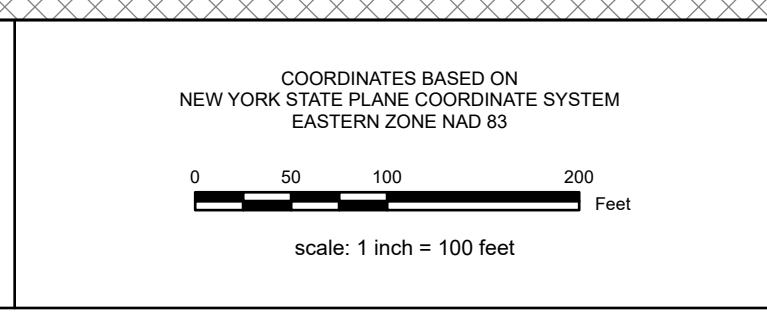 COORDINATES BASED ON
NEW YORK STATE PLANE COORDINATE SYSTEM
EASTERN ZONE NAD 83
0 50 100 200
Feet
scale: 1 inch = 100 feet